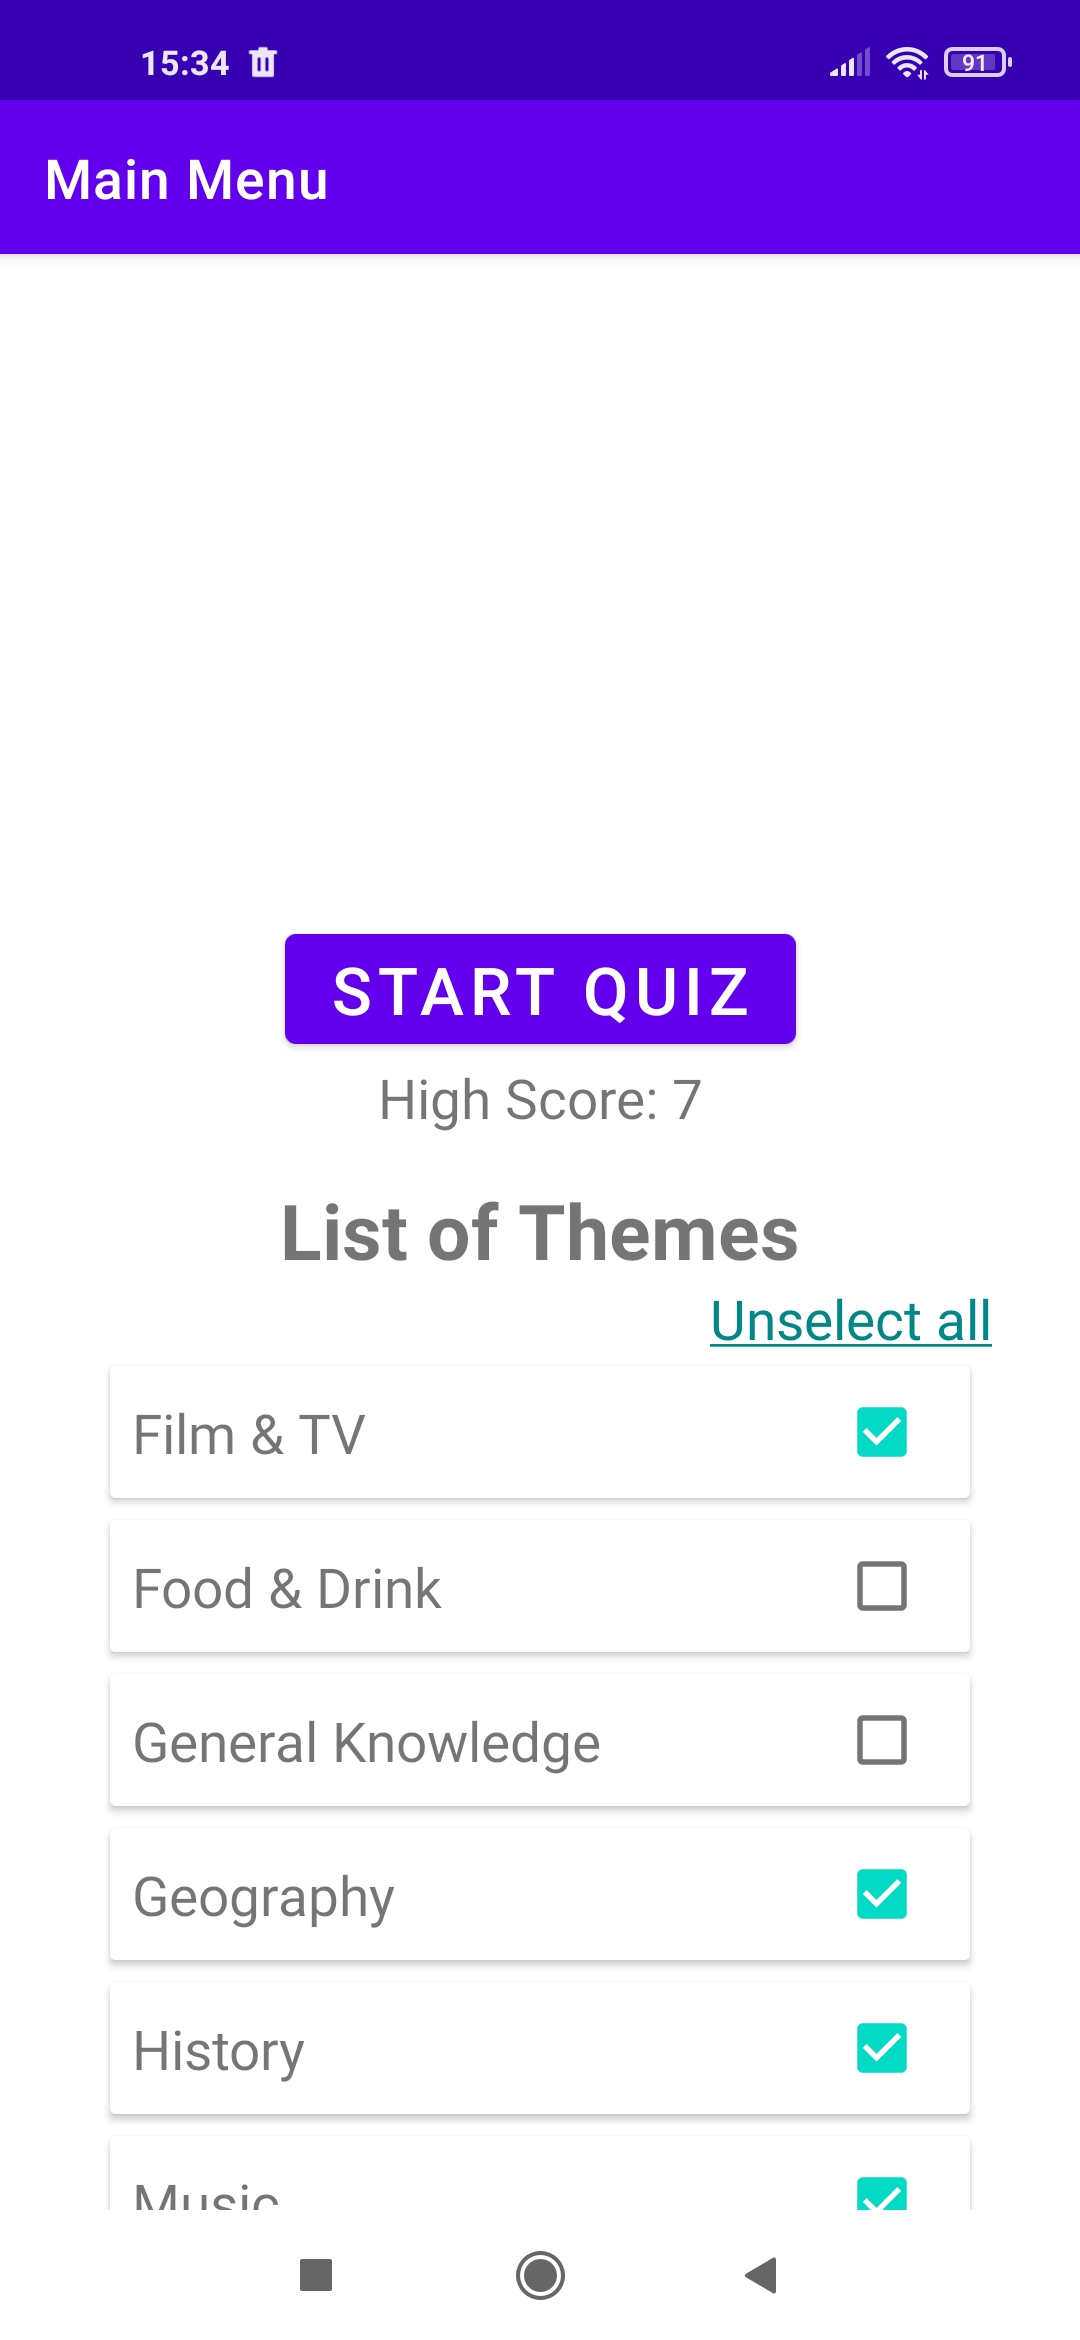 15:34
91
Main Menu
START QUIZ
High Score: 7
List of Themes
Unselect all
Film & TV
Food & Drink
General Knowledge
Geography
History
Music